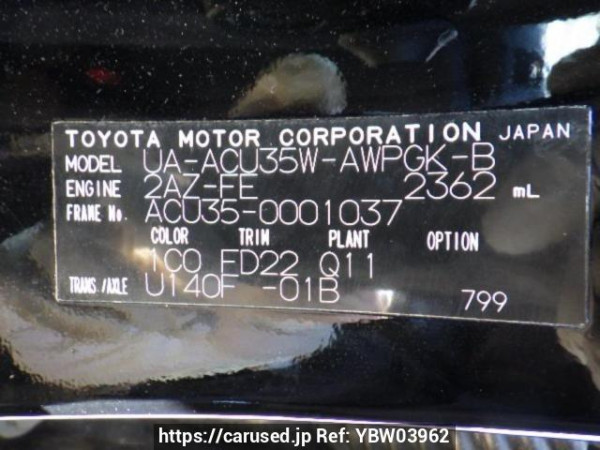 TOYOTA MOTOR CORPORATION JAPAN
MODEL UA-ACU35W-AWPGK-B
ENGINE 2AZ-FE 2362 mL
FRAME No. ACU35-0001037
COLOR TRIM PLANT OPTION
1C0 FD22 Q11
TRANS./AXLE U140F -01B 799
https://carused.jp Ref: YBW03962